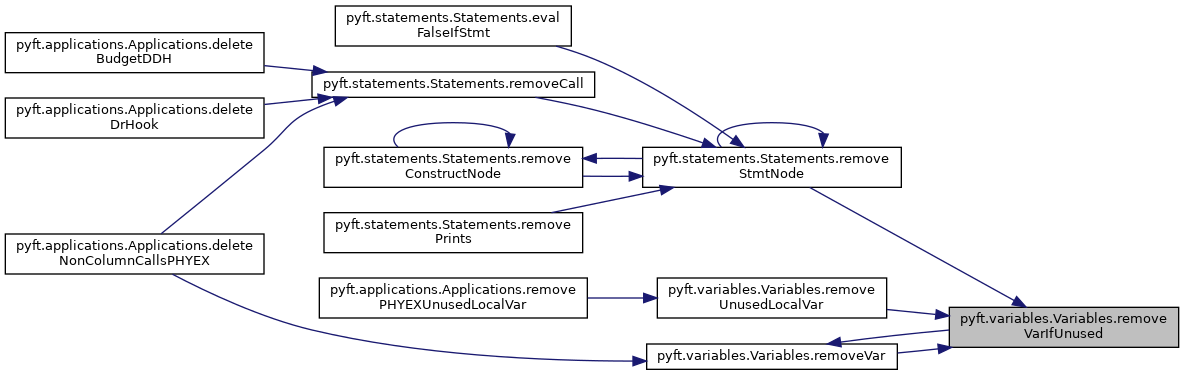 pyft.statements.Statements.eval
FalseIfStmt
pyft.applications.Applications.delete
BudgetDDH
pyft.statements.Statements.removeCall
pyft.applications.Applications.delete
DrHook
pyft.statements.Statements.remove
ConstructNode
pyft.statements.Statements.remove
StmtNode
pyft.statements.Statements.remove
Prints
pyft.applications.Applications.delete
NonColumnCallsPHYEX
pyft.applications.Applications.remove
PHYEXUnusedLocalVar
pyft.variables.Variables.remove
UnusedLocalVar
pyft.variables.Variables.remove
VarIfUnused
pyft.variables.Variables.removeVar